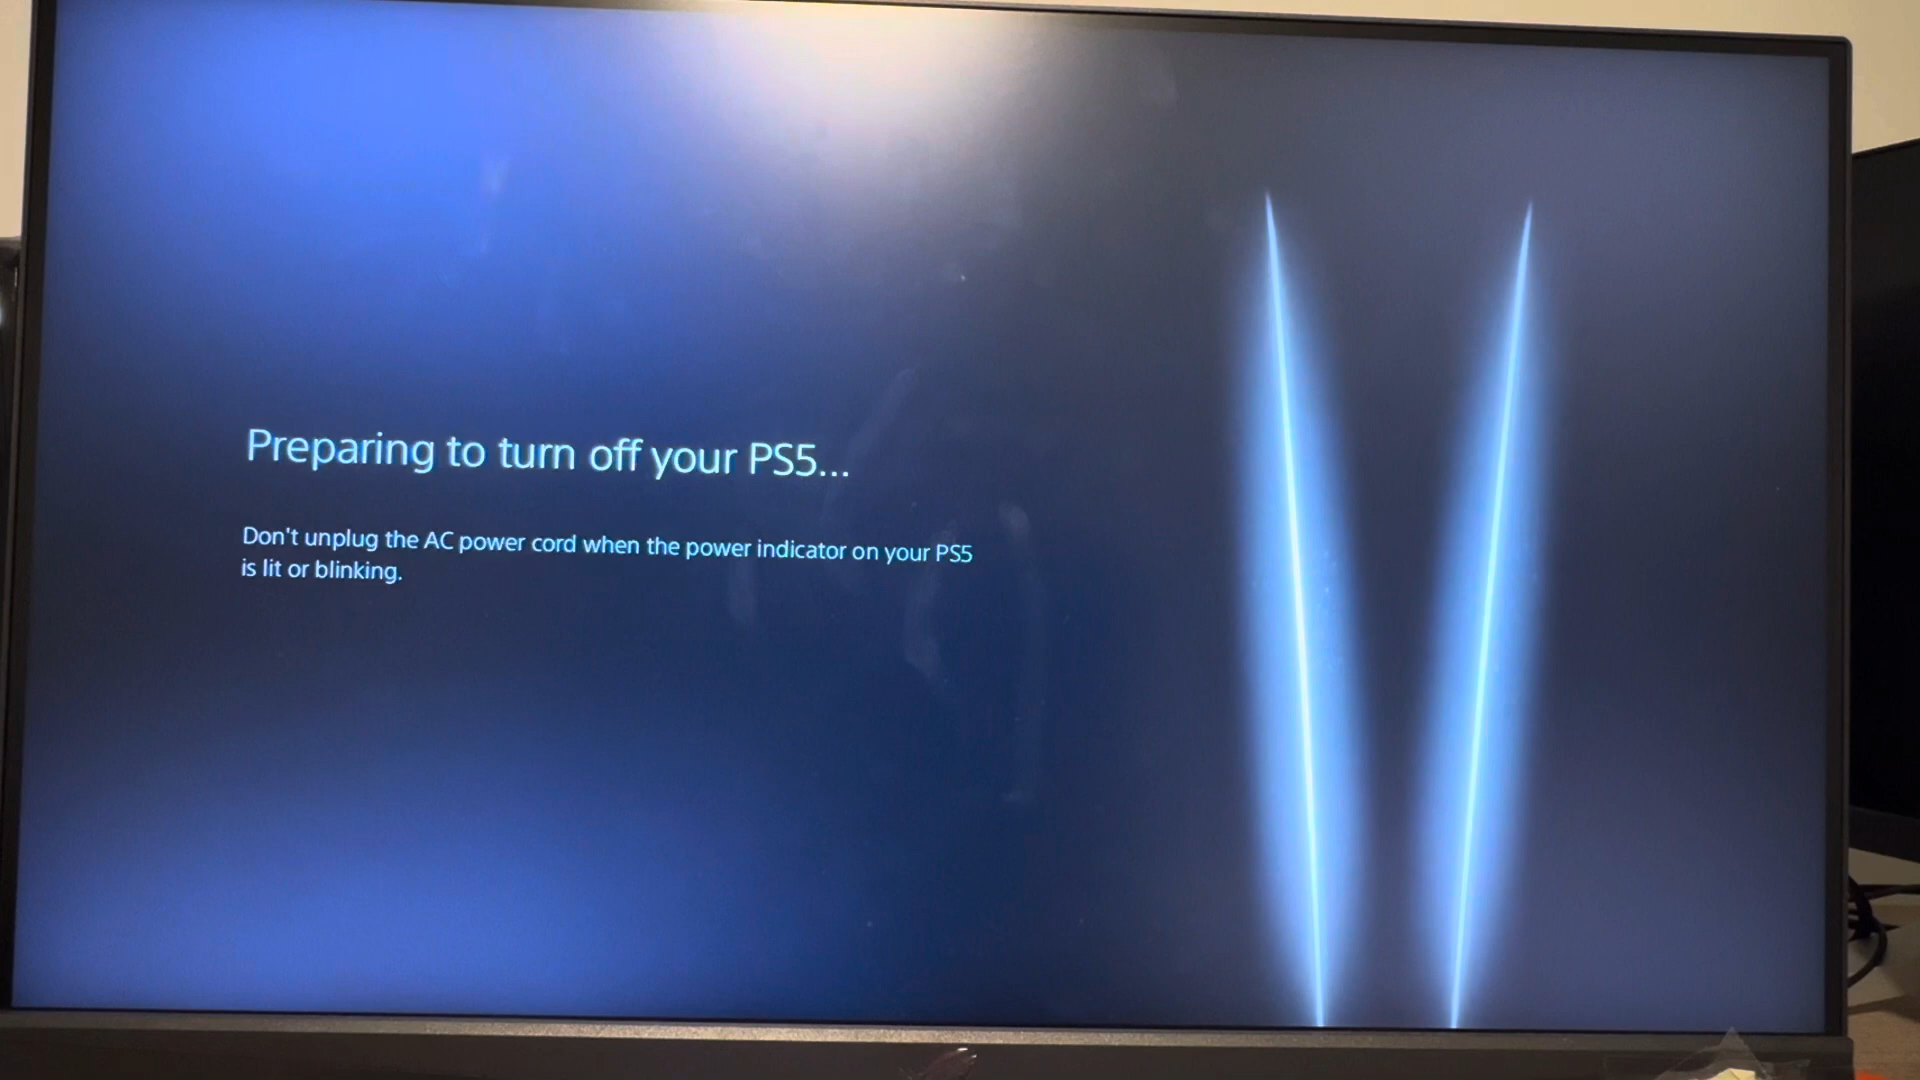 Preparing to turn off your PS5...
Don't unplug the AC power cord when the power indicator on your PS5
is lit or blinking.